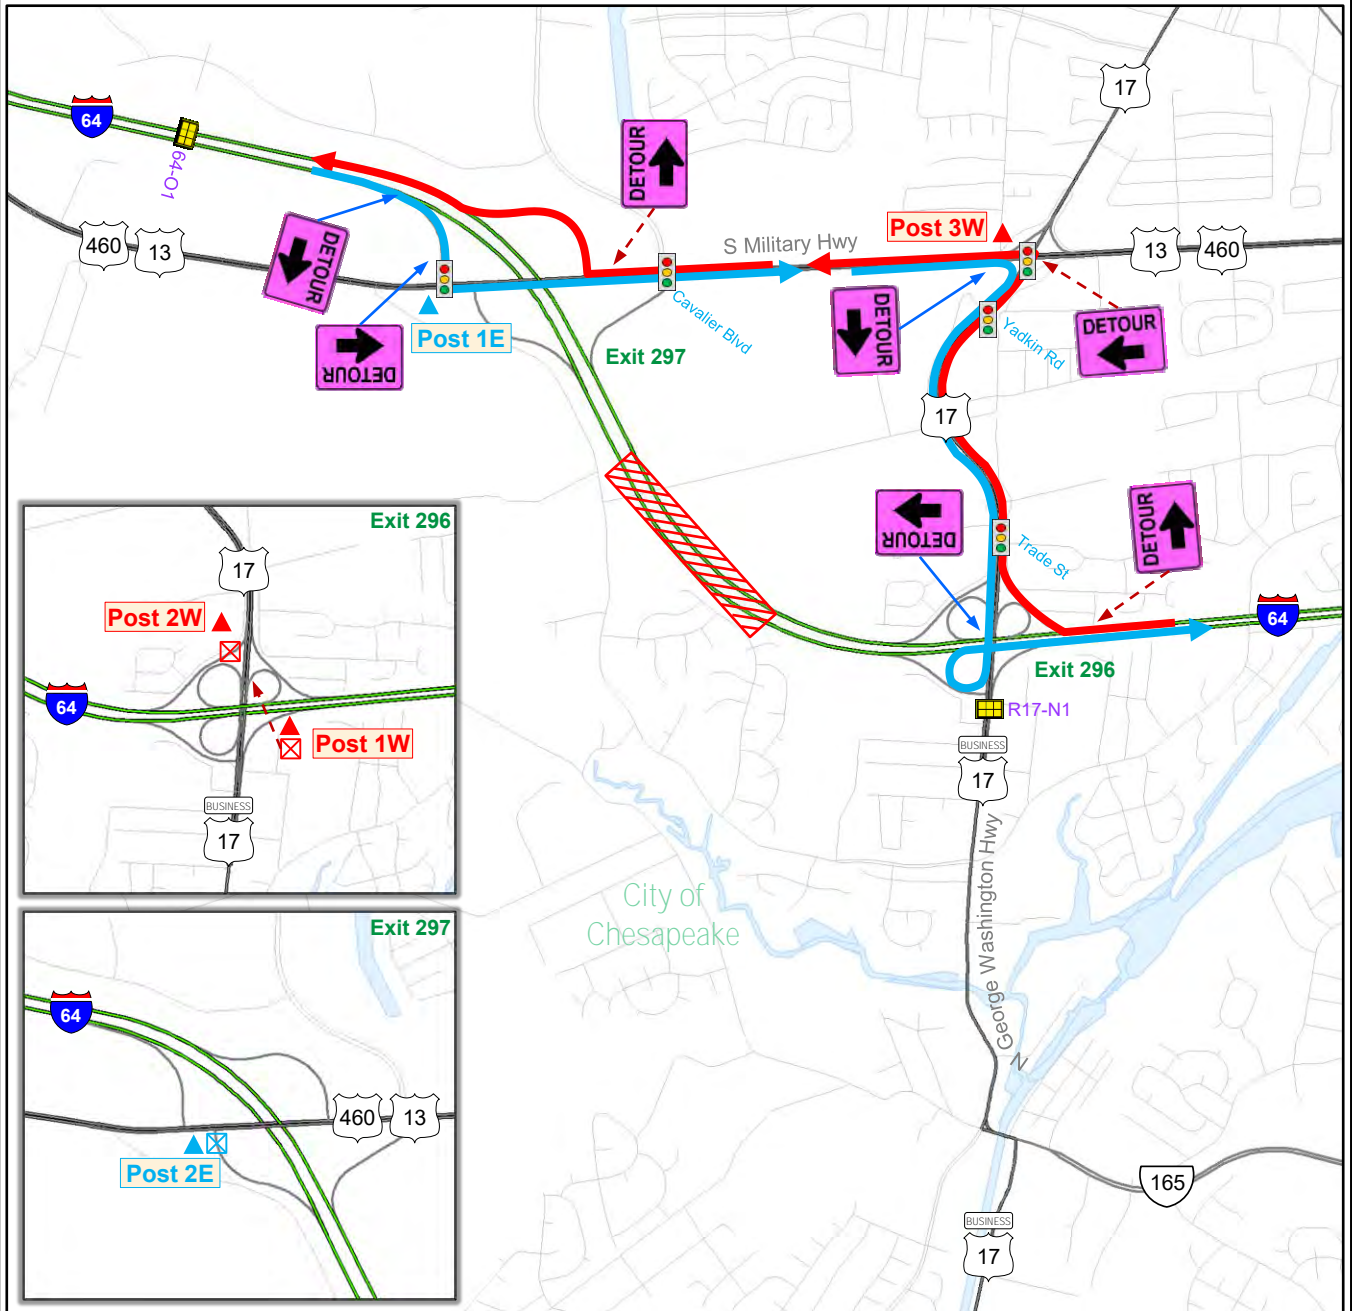 17
64
64-O1
DETOUR
460
13
S Military Hwy
Post 3W
13
460
DETOUR
DETOUR
Post 1E
Cavalier Blvd
Exit 297
DETOUR
Yadkin Rd
DETOUR
17
DETOUR
Trade St
DETOUR
64
Exit 296
R17-N1
BUSINESS
17
George Washington Hwy
N
City of
Chesapeake
165
BUSINESS
17
Exit 296
17
Post 2W
64
Post 1W
BUSINESS
17
Exit 297
64
460
13
Post 2E